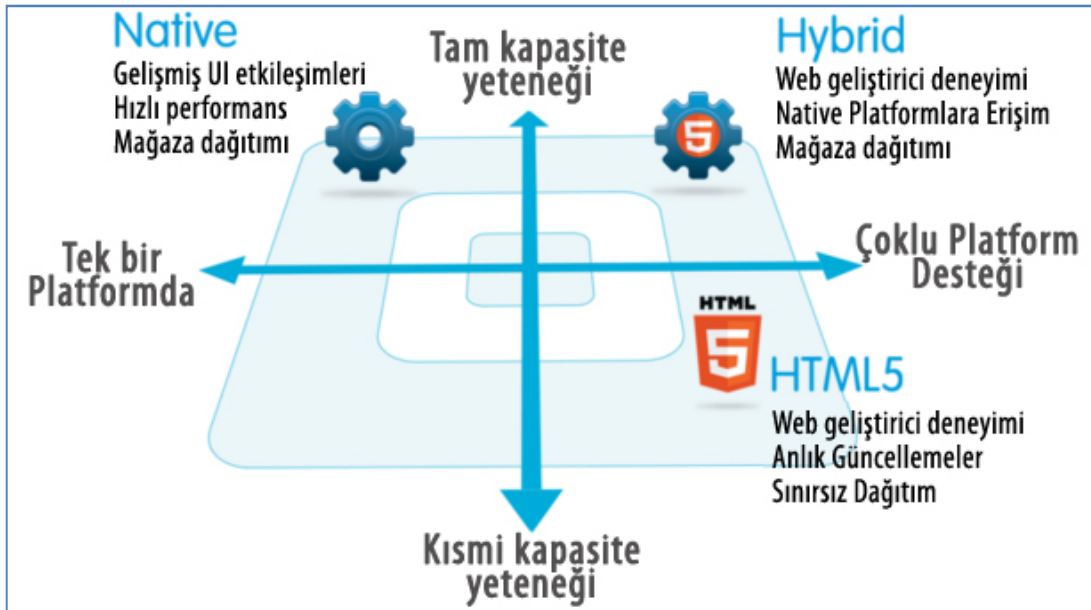 Native
Gelişmiş UI etkileşimleri
Hızlı performans
Mağaza dağıtımı
Tam kapasite
yeteneği
Hybrid
Web geliştirici deneyimi
Native Platformlara Erişim
Mağaza dağıtımı
5
Tek bir
Platformda
Çoklu Platform
Desteği
HTML
5
HTML5
Web geliştirici deneyimi
Anlık Güncellemeler
Sınırsız Dağıtım
Kısmi kapasite
yeteneği